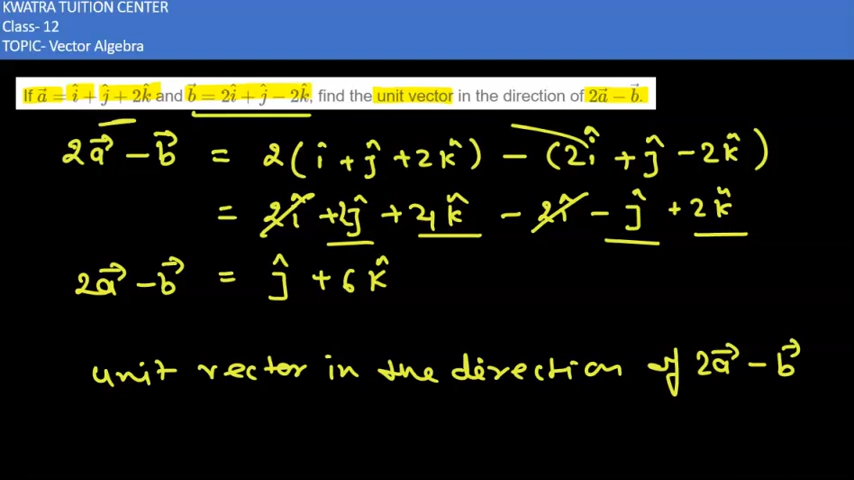 KWATRA TUITION CENTER
Class- 12
TOPIC- Vector Algebra
If a⃗ = î + ĵ + 2k̂ and b⃗ = 2î + ĵ − 2k̂, find the unit vector in the direction of 2a⃗ − b⃗.
2a⃗ − b⃗ = 2(î + ĵ + 2k̂) − (2î + ĵ − 2k̂)
= 2î + 2ĵ + 4k̂ − 2î − ĵ + 2k̂
2a⃗ − b⃗ = ĵ + 6k̂
unit vector in the direction of 2a⃗ − b⃗